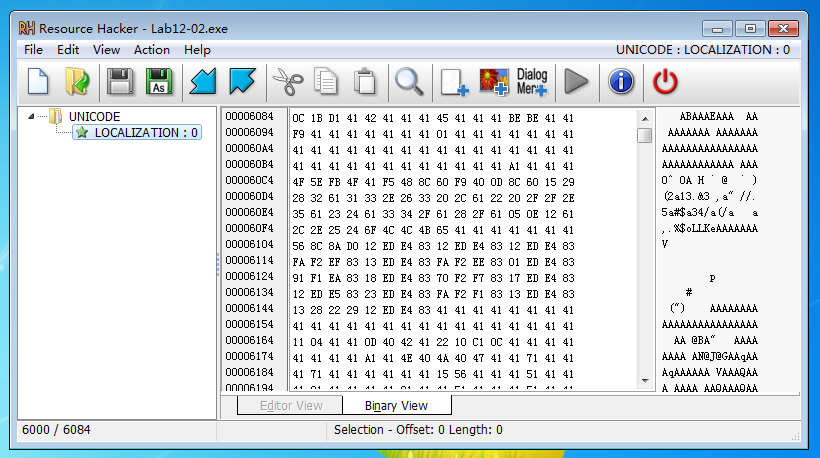 Resource Hacker - Lab12-02.exe
File Edit View Action Help UNICODE : LOCALIZATION : 0
As Dialog Mer
UNICODE
LOCALIZATION : 0
00006084 0C 1B D1 41 42 41 41 41 45 41 41 41 BE BE 41 41 ABAAAEAAA AA
00006094 F9 41 41 41 41 41 41 41 01 41 41 41 41 41 41 41 AAAAAAA AAAAAAA
000060A4 41 41 41 41 41 41 41 41 41 41 41 41 41 41 41 41 AAAAAAAAAAAAAAAA
000060B4 41 41 41 41 41 41 41 41 41 41 41 41 A1 41 41 41 AAAAAAAAAAAA AAA
000060C4 4F 5E FB 4F 41 F5 48 8C 60 F9 40 0D 8C 60 15 29 O^ OA H ` @ ` )
000060D4 28 32 61 31 33 2E 26 33 20 2C 61 22 20 2F 2F 2E (2a13.&3 ,a" //.
000060E4 35 61 23 24 61 33 34 2F 61 28 2F 61 05 0E 12 61 5a#$a34/a(/a a
000060F4 2C 2E 25 24 6F 4C 4C 4B 65 41 41 41 41 41 41 41 ,.%$oLLKeAAAAAAA
00006104 56 8C 8A D0 12 ED E4 83 12 ED E4 83 12 ED E4 83 V
00006114 FA F2 EF 83 13 ED E4 83 FA F2 EE 83 01 ED E4 83
00006124 91 F1 EA 83 18 ED E4 83 70 F2 F7 83 17 ED E4 83 p
00006134 12 ED E5 83 23 ED E4 83 FA F2 F1 83 13 ED E4 83 #
00006144 13 28 22 29 12 ED E4 83 41 41 41 41 41 41 41 41 (") AAAAAAAA
00006154 41 41 41 41 41 41 41 41 41 41 41 41 41 41 41 41 AAAAAAAAAAAAAAAA
00006164 11 04 41 41 0D 40 42 41 22 10 C1 0C 41 41 41 41 AA @BA" AAAA
00006174 41 41 41 41 A1 41 4E 40 4A 40 47 41 41 71 41 41 AAAA AN@J@GAAqAA
00006184 41 71 41 41 41 41 41 41 15 56 41 41 41 51 41 41 AqAAAAAA VAAAQAA
00006194
Editor View Binary View
6000 / 6084 Selection - Offset: 0 Length: 0